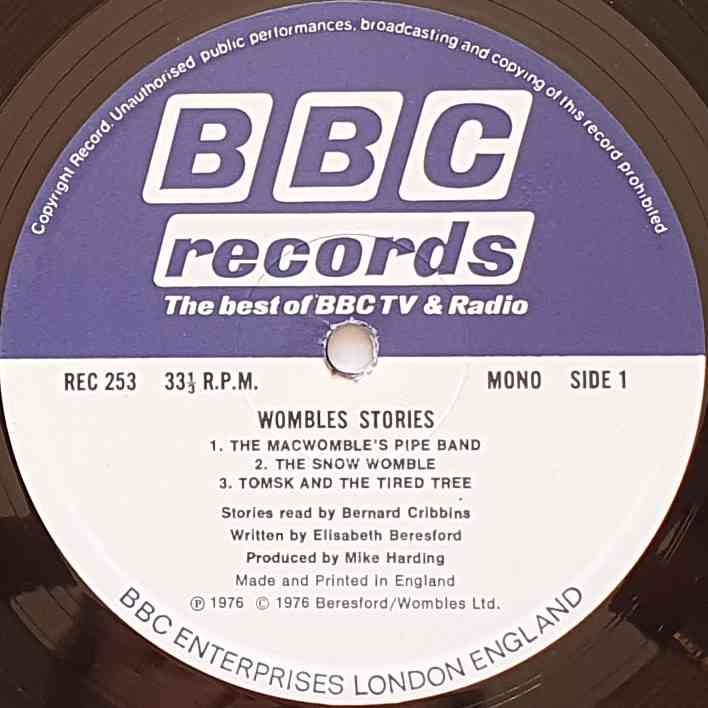 Copyright Record. Unauthorised public performances, broadcasting and copying of this record prohibited
BBC
records
The best of BBC TV & Radio
REC 253 33⅓ R.P.M. MONO SIDE 1
WOMBLES STORIES
1. THE MACWOMBLE'S PIPE BAND
2. THE SNOW WOMBLE
3. TOMSK AND THE TIRED TREE
Stories read by Bernard Cribbins
Written by Elisabeth Beresford
Produced by Mike Harding
Made and Printed in England
℗ 1976 © 1976 Beresford/Wombles Ltd.
BBC ENTERPRISES LONDON ENGLAND